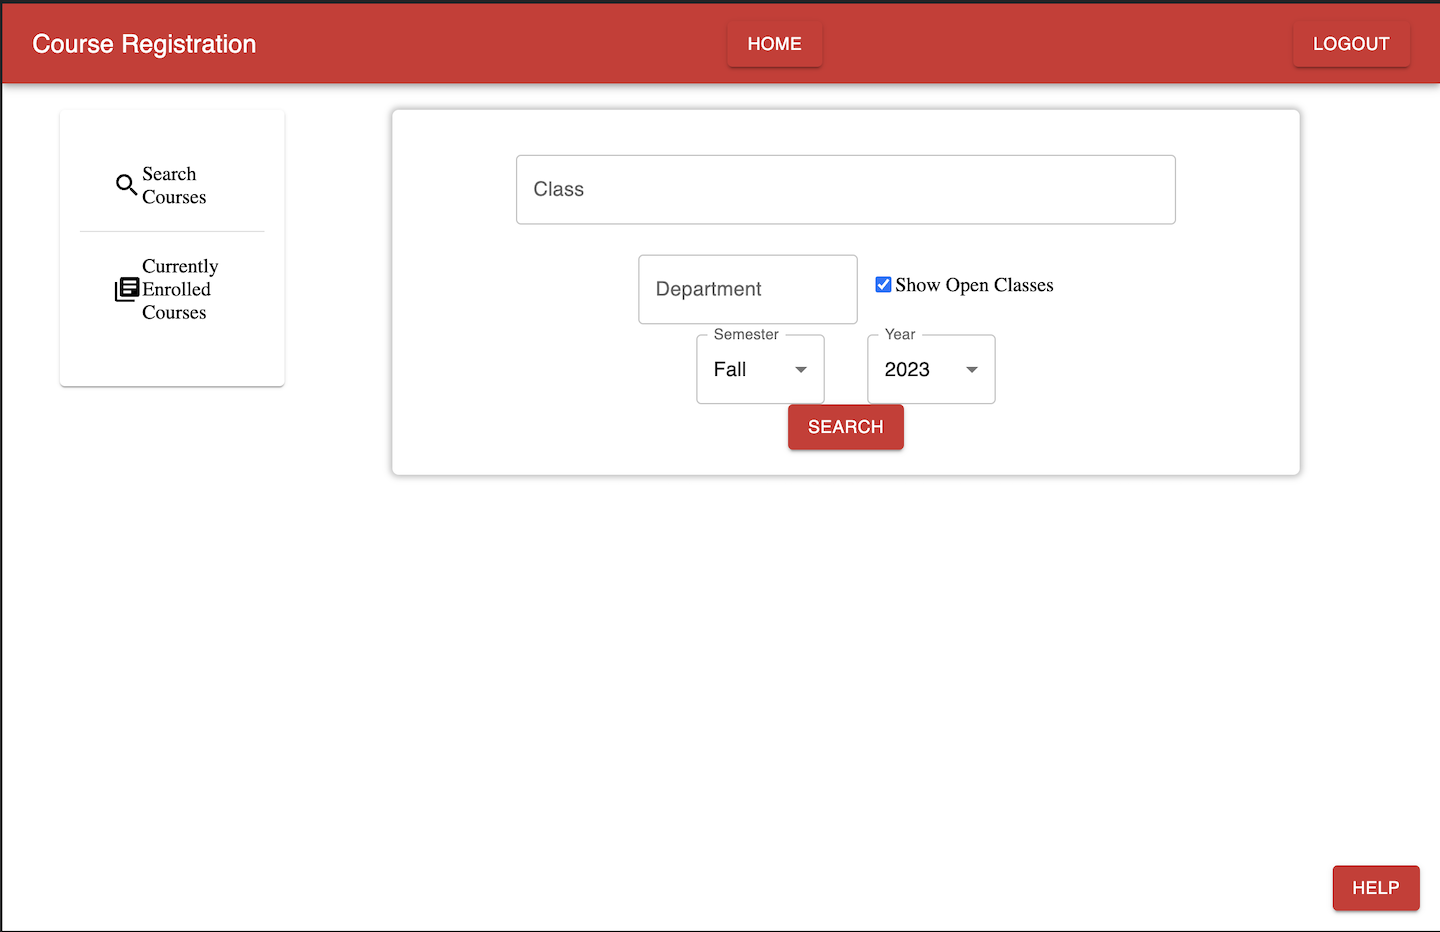 Course Registration
HOME
LOGOUT
Search
Courses
Currently
Enrolled
Courses
Class
Department
Show Open Classes
Semester
Fall
Year
2023
SEARCH
HELP